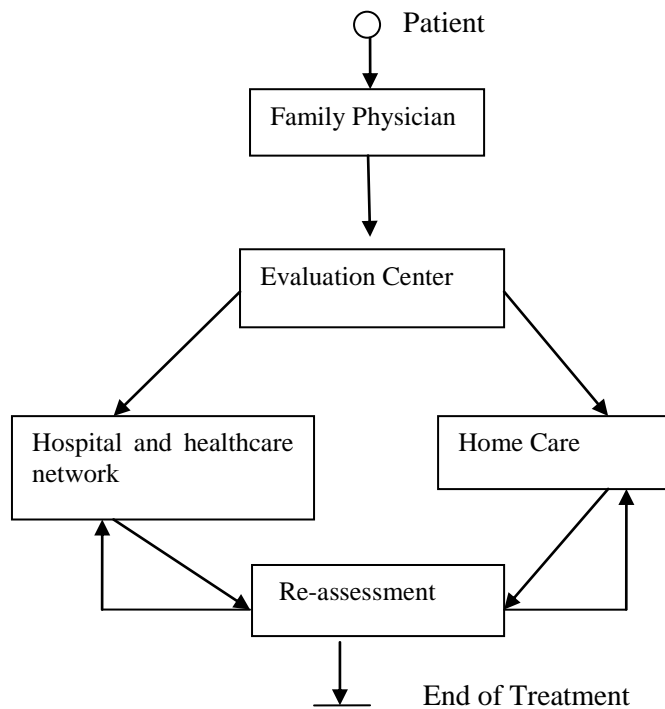 Patient
Family Physician
Evaluation Center
Hospital and healthcare
network
Home Care
Re-assessment
End of Treatment